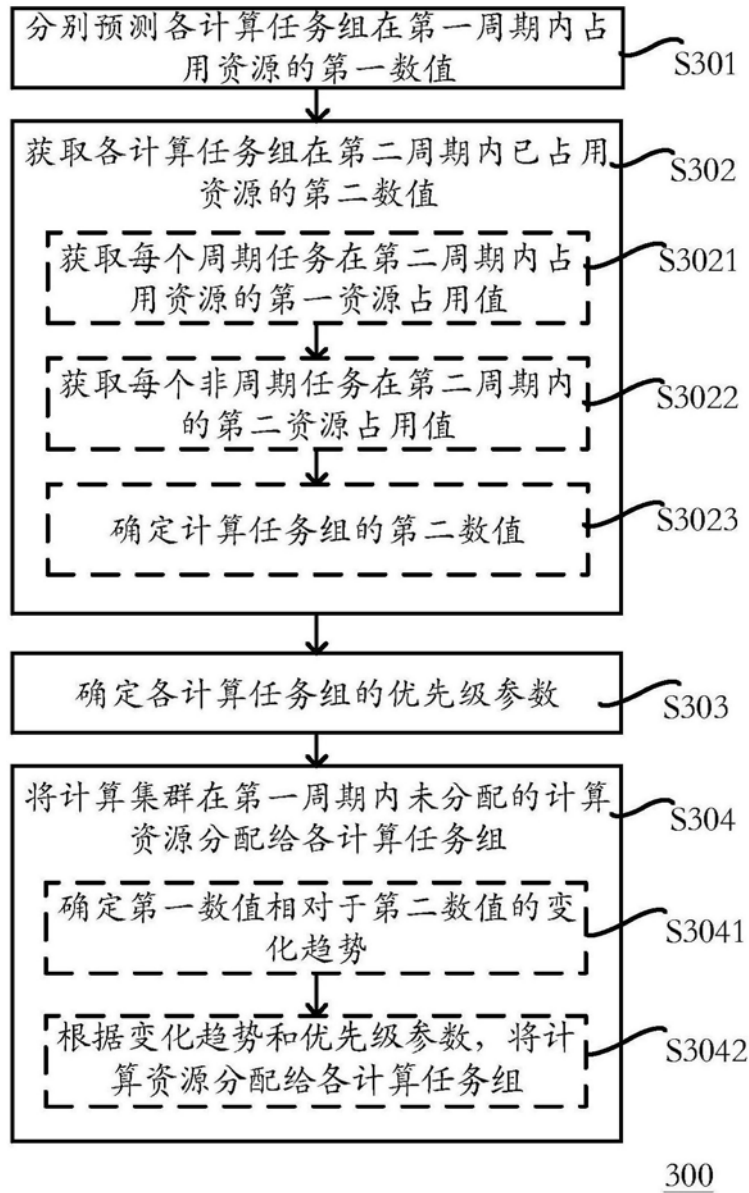 分别预测各计算任务组在第一周期内占
用资源的第一数值
S301
获取各计算任务组在第二周期内已占用
资源的第二数值
S302
获取每个周期任务在第二周期内占
用资源的第一资源占用值
S3021
获取每个非周期任务在第二周期内
的第二资源占用值
S3022
确定计算任务组的第二数值
S3023
确定各计算任务组的优先级参数
S303
将计算集群在第一周期内未分配的计算
资源分配给各计算任务组
S304
确定第一数值相对于第二数值的变
化趋势
S3041
根据变化趋势和优先级参数，将计
算资源分配给各计算任务组
S3042
300